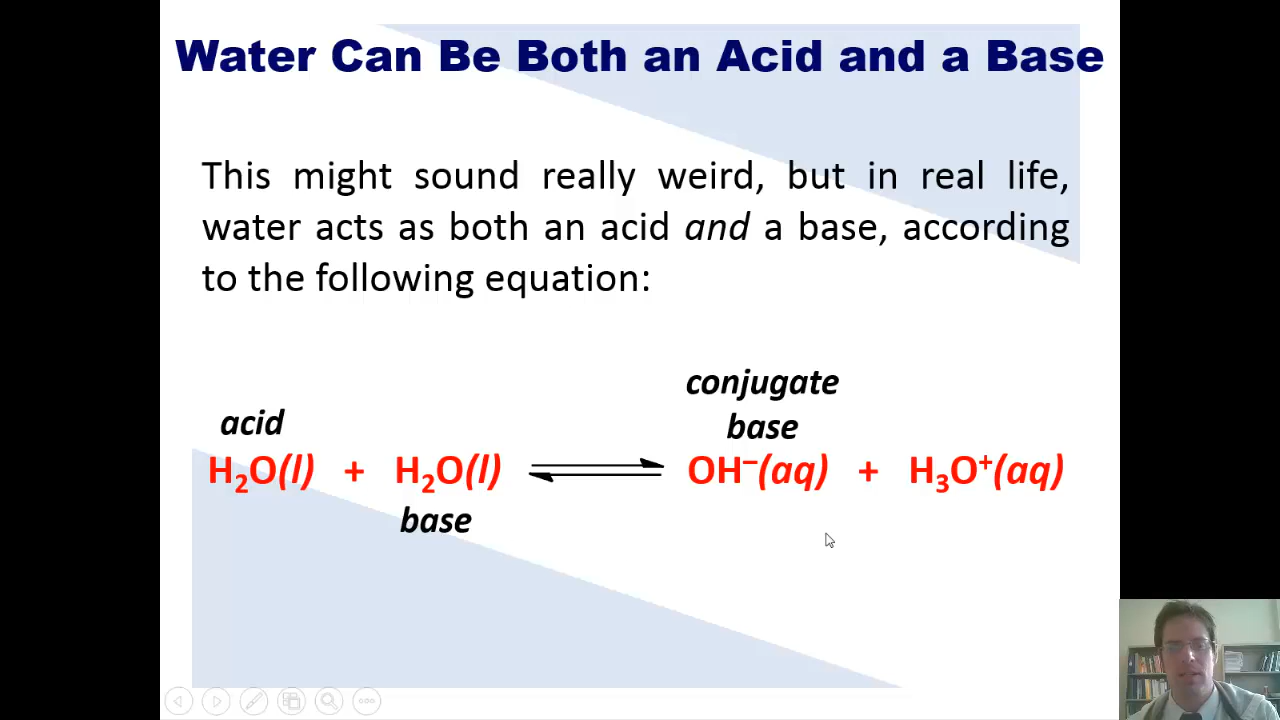 Water Can Be Both an Acid and a Base
This might sound really weird, but in real life,
water acts as both an acid and a base, according
to the following equation:
conjugate
acid base
H₂O(l) + H₂O(l) ⇌ OH⁻(aq) + H₃O⁺(aq)
base